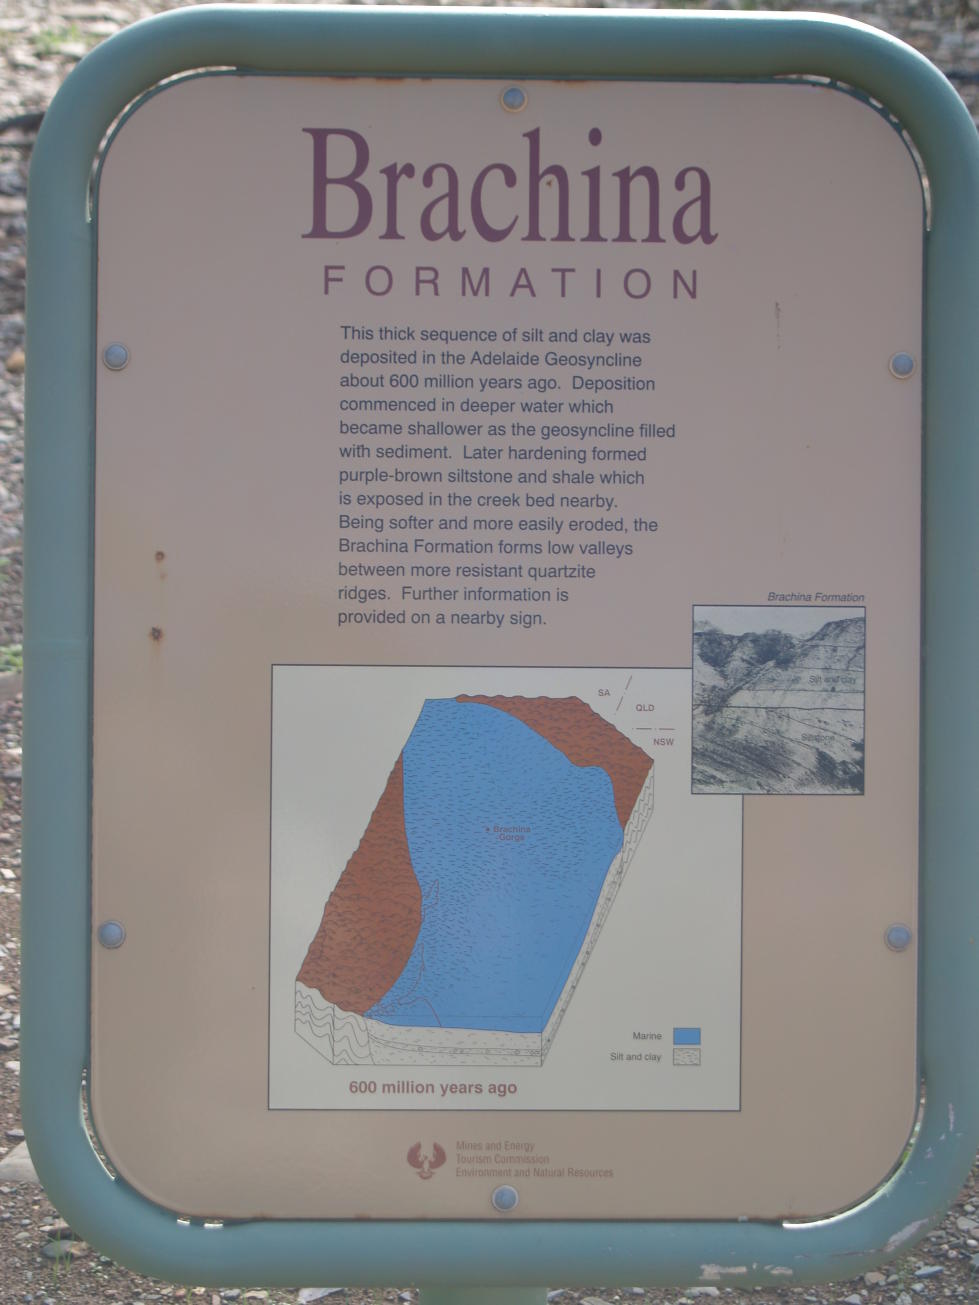 Brachina
FORMATION
This thick sequence of silt and clay was
deposited in the Adelaide Geosyncline
about 600 million years ago. Deposition
commenced in deeper water which
became shallower as the geosyncline filled
with sediment. Later hardening formed
purple-brown siltstone and shale which
is exposed in the creek bed nearby.
Being softer and more easily eroded, the
Brachina Formation forms low valleys
between more resistant quartzite
ridges. Further information is
provided on a nearby sign.
Brachina Formation
Silt and clay
Siltstone
SA
QLD
NSW
Brachina
Gorge
Marine
Silt and clay
600 million years ago
Mines and Energy
Tourism Commission
Environment and Natural Resources